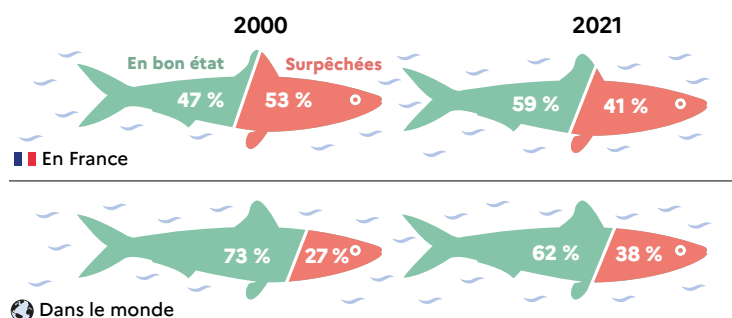 2000
2021
En bon état
Surpêchées
47 %
53 %
59 %
41 %
En France
73 %
27 %
62 %
38 %
Dans le monde